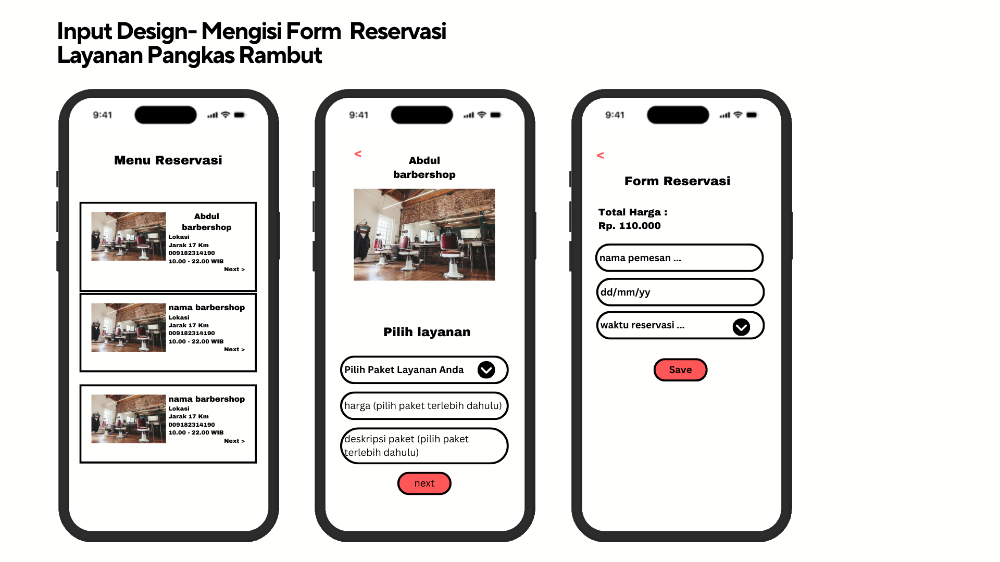 Input Design- Mengisi Form Reservasi
Layanan Pangkas Rambut
9:41
Menu Reservasi
Abdul
barbershop
Lokasi
Jarak 17 Km
009182314190
10.00 - 22.00 WIB
Next >
nama barbershop
Lokasi
Jarak 17 Km
009182314190
10.00 - 22.00 WIB
Next >
nama barbershop
Lokasi
Jarak 17 Km
009182314190
10.00 - 22.00 WIB
Next >
9:41
<
Abdul
barbershop
Pilih layanan
Pilih Paket Layanan Anda
harga (pilih paket terlebih dahulu)
deskripsi paket (pilih paket
terlebih dahulu)
next
9:41
<
Form Reservasi
Total Harga :
Rp. 110.000
nama pemesan ...
dd/mm/yy
waktu reservasi ...
Save